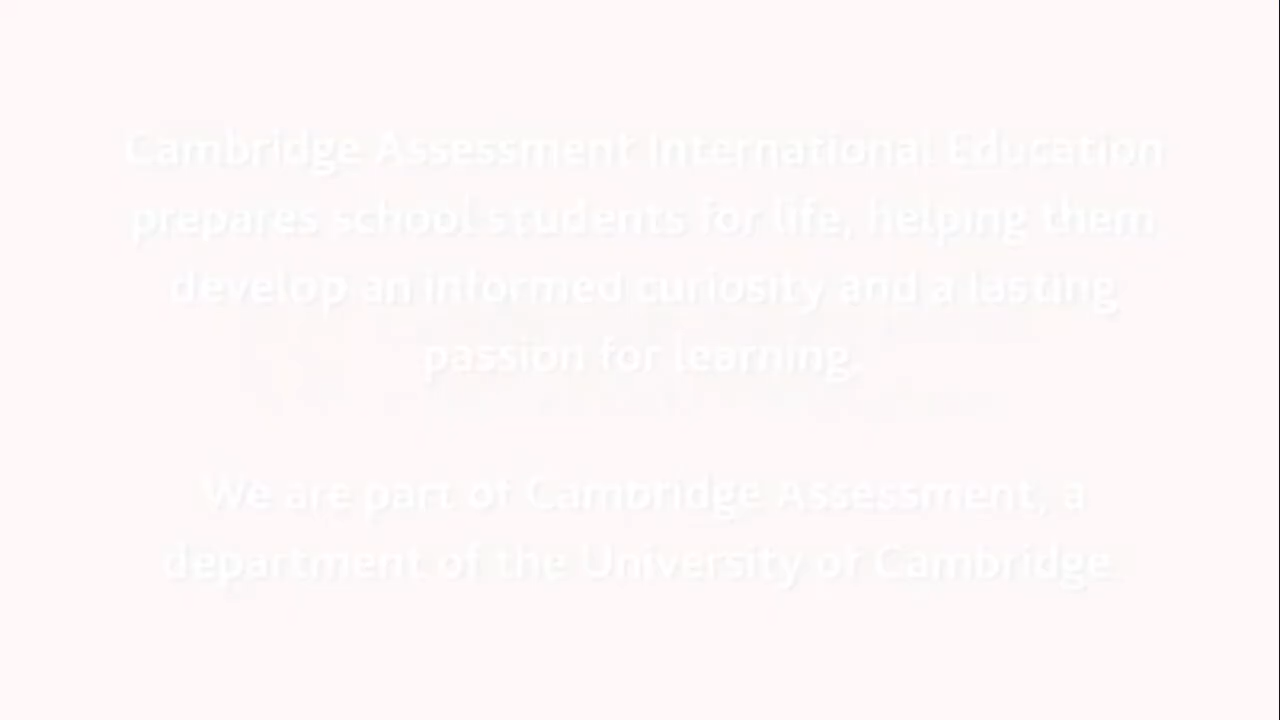 Cambridge Assessment International Education
prepares school students for life, helping them
develop an informed curiosity and a lasting
passion for learning.
We are part of Cambridge Assessment, a
department of the University of Cambridge.